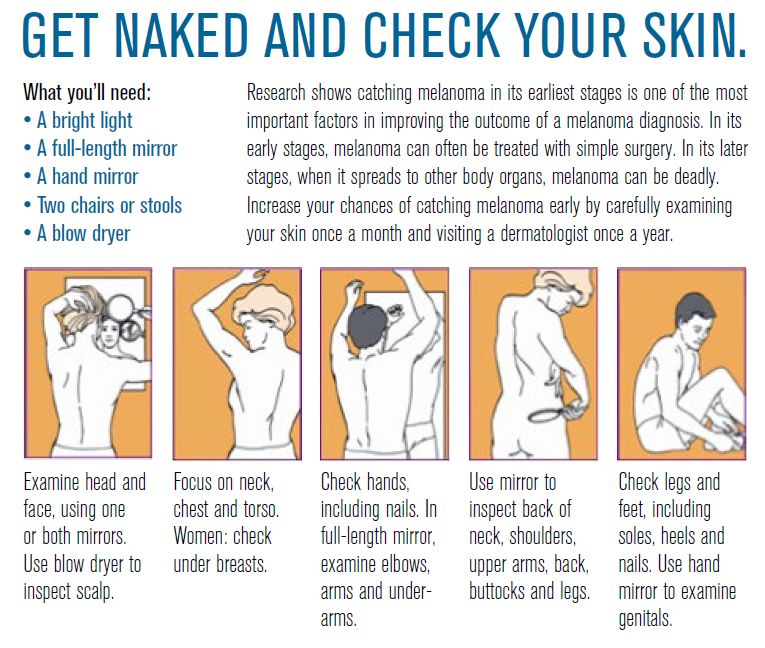 GET NAKED AND CHECK YOUR SKIN.
What you'll need:
• A bright light
• A full-length mirror
• A hand mirror
• Two chairs or stools
• A blow dryer
Research shows catching melanoma in its earliest stages is one of the most
important factors in improving the outcome of a melanoma diagnosis. In its
early stages, melanoma can often be treated with simple surgery. In its later
stages, when it spreads to other body organs, melanoma can be deadly.
Increase your chances of catching melanoma early by carefully examining
your skin once a month and visiting a dermatologist once a year.
Examine head and
face, using one
or both mirrors.
Use blow dryer to
inspect scalp.
Focus on neck,
chest and torso.
Women: check
under breasts.
Check hands,
including nails. In
full-length mirror,
examine elbows,
arms and under-
arms.
Use mirror to
inspect back of
neck, shoulders,
upper arms, back,
buttocks and legs.
Check legs and
feet, including
soles, heels and
nails. Use hand
mirror to examine
genitals.